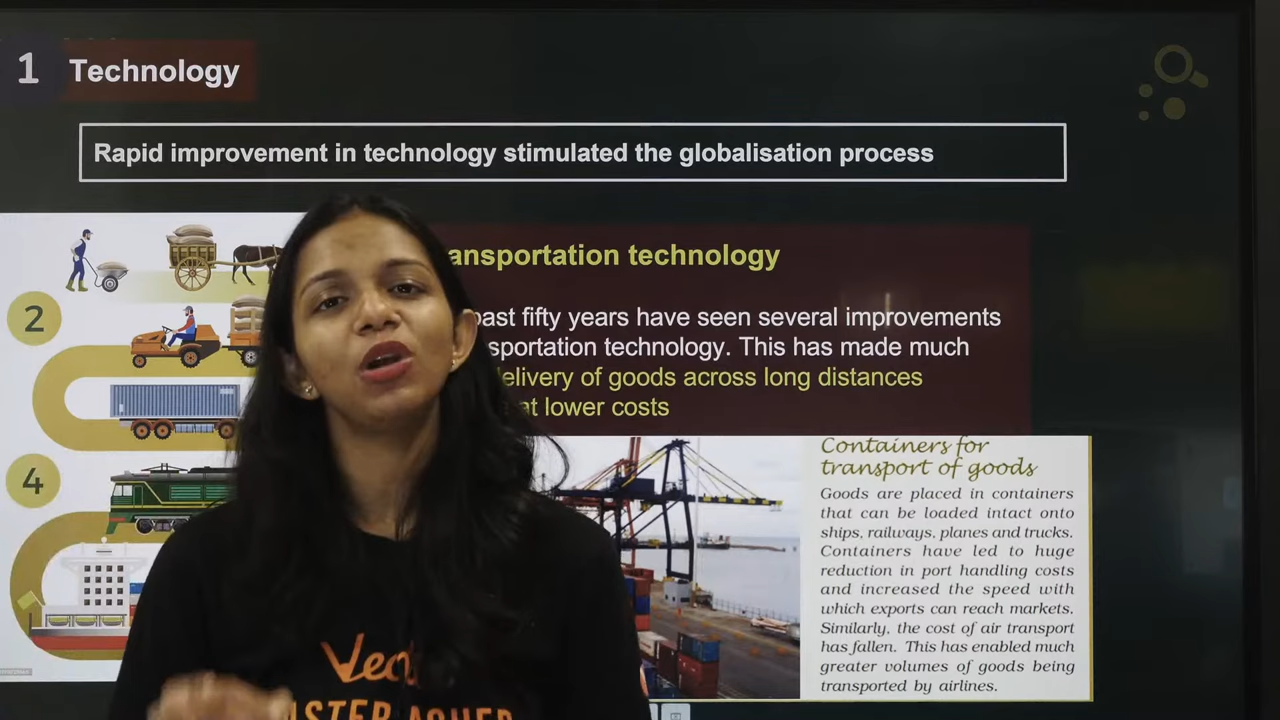 1 Technology
Rapid improvement in technology stimulated the globalisation process
2
4
ansportation technology
past fifty years have seen several improvements
sportation technology. This has made much
delivery of goods across long distances
at lower costs
Containers for
transport of goods
Goods are placed in containers
that can be loaded intact onto
ships, railways, planes and trucks.
Containers have led to huge
reduction in port handling costs
and increased the speed with
which exports can reach markets.
Similarly, the cost of air transport
has fallen. This has enabled much
greater volumes of goods being
transported by airlines.
Ved